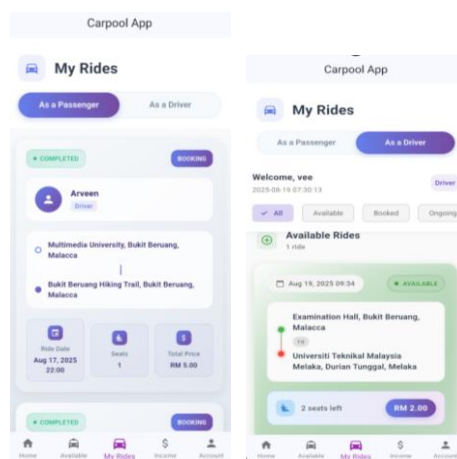 Carpool App
My Rides
As a Passenger
As a Driver
COMPLETED
BOOKING
Arveen
Driver
Multimedia University, Bukit Beruang,
Malacca
Bukit Beruang Hiking Trail, Bukit Beruang,
Malacca
Ride Date
Aug 17, 2025
22:00
Seats
1
Total Price
RM 5.00
COMPLETED
BOOKING
Home
Available
My Rides
Income
Account
Carpool App
My Rides
As a Passenger
As a Driver
Welcome, vee
2025-08-19 07:30:13
Driver
All
Available
Booked
Ongoing
Available Rides
1 ride
Aug 19, 2025 09:34
AVAILABLE
Examination Hall, Bukit Beruang,
Malacca
TO
Universiti Teknikal Malaysia
Melaka, Durian Tunggal, Melaka
2 seats left
RM 2.00
Home
Available
My Rides
Income
Account